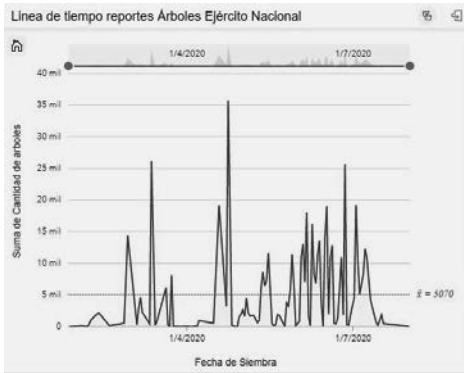 Línea de tiempo reportes Árboles Ejército Nacional
1/4/2020 1/7/2020
40 mil
35 mil
30 mil
25 mil
20 mil
15 mil
10 mil
5 mil
0
Suma de Cantidad de arboles
x̄ = 5070
1/4/2020 1/7/2020
Fecha de Siembra